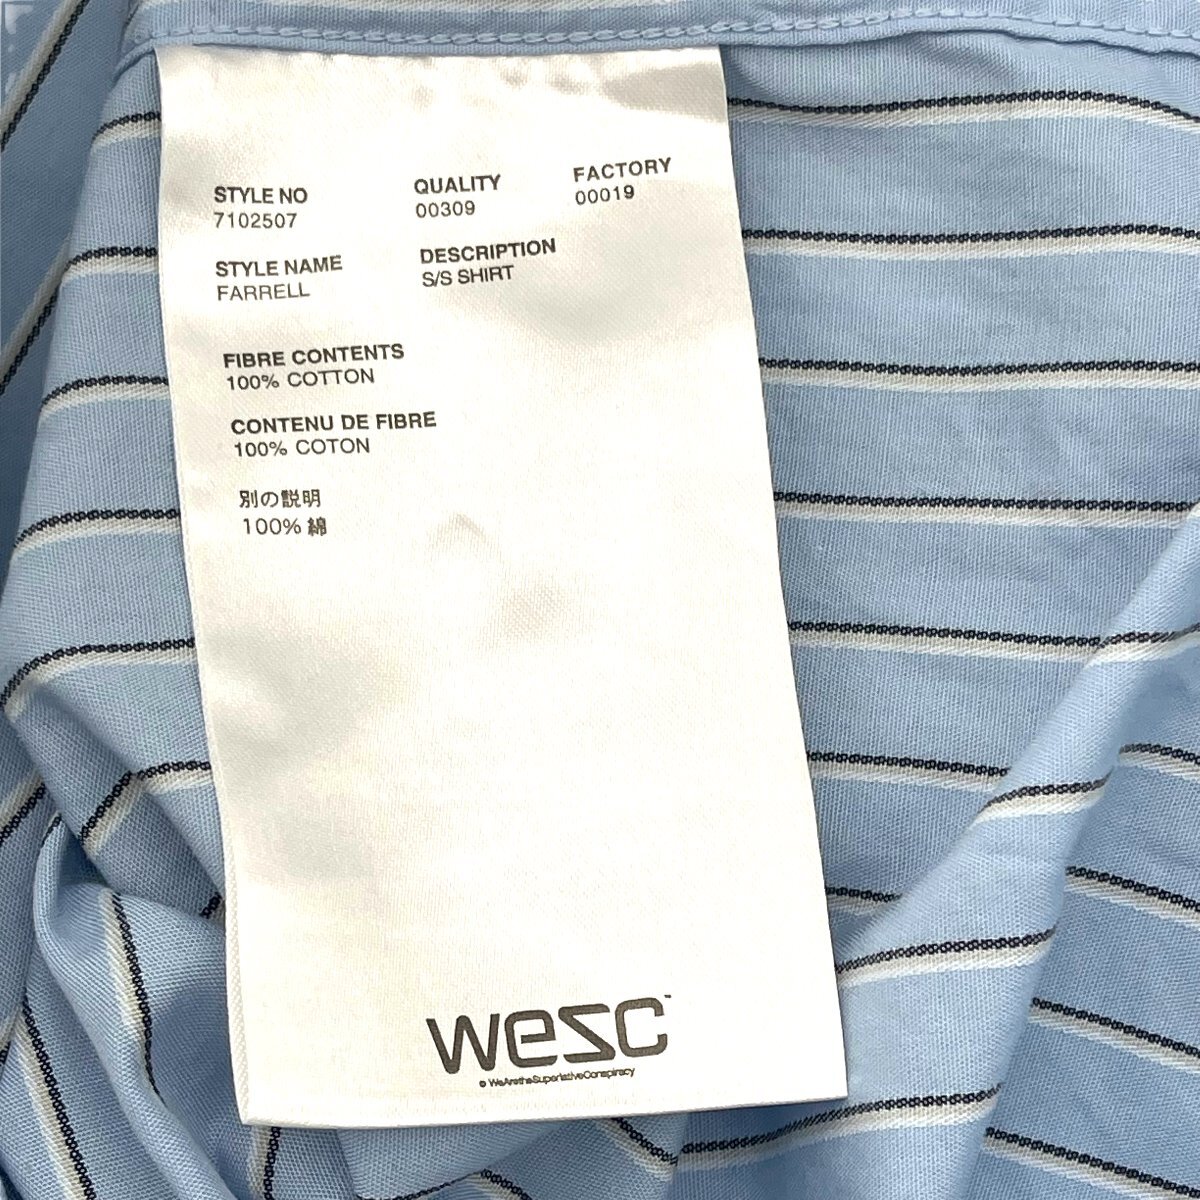 STYLE NO
7102507
QUALITY
00309
FACTORY
00019
STYLE NAME
FARRELL
DESCRIPTION
S/S SHIRT
FIBRE CONTENTS
100% COTTON
CONTENU DE FIBRE
100% COTON
別の説明
100% 綿
wesc
WeAretheSuperlativeConspiracy